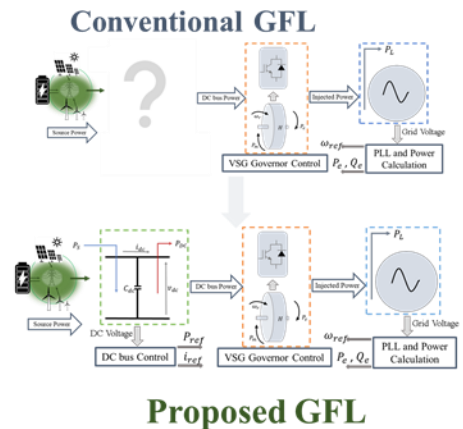 Conventional GFL
?
Source Power
DC bus Power
Injected Power
P_L
H
VSG Governor Control
Grid Voltage
ω_ref
P_e , Q_e
PLL and Power
Calculation
i_dc
P_DC
C_dc
v_dc
Source Power
DC bus Power
Injected Power
P_L
H
DC Voltage
DC bus Control
P_ref
i_ref
VSG Governor Control
Grid Voltage
ω_ref
P_e , Q_e
PLL and Power
Calculation
Proposed GFL